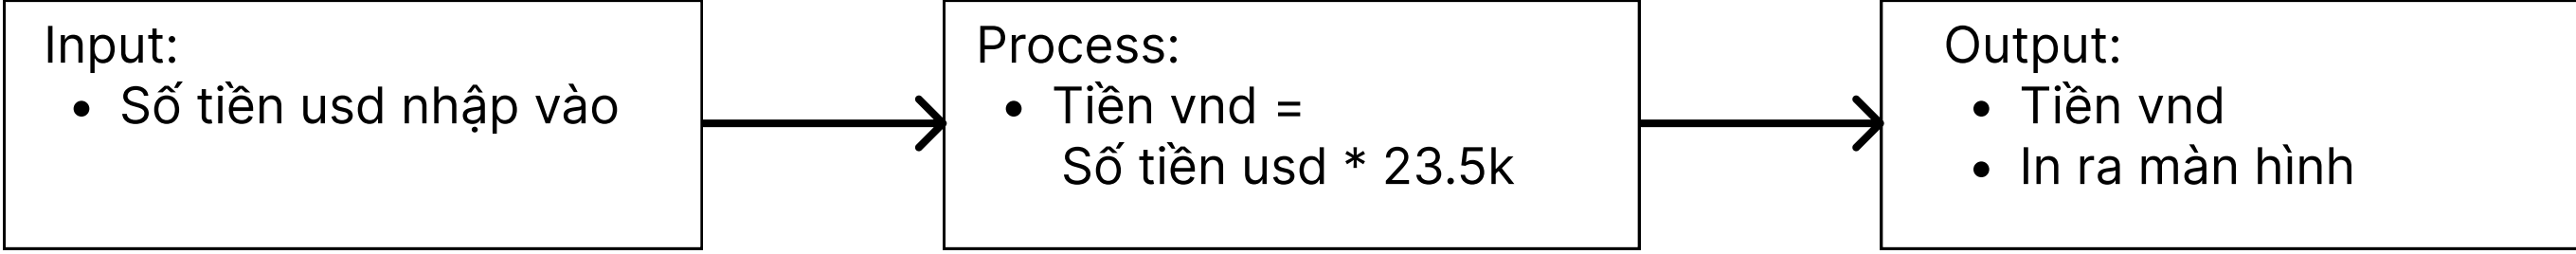 Input:
• Số tiền usd nhập vào
Process:
• Tiền vnd =
Số tiền usd * 23.5k
Output:
• Tiền vnd
• In ra màn hình